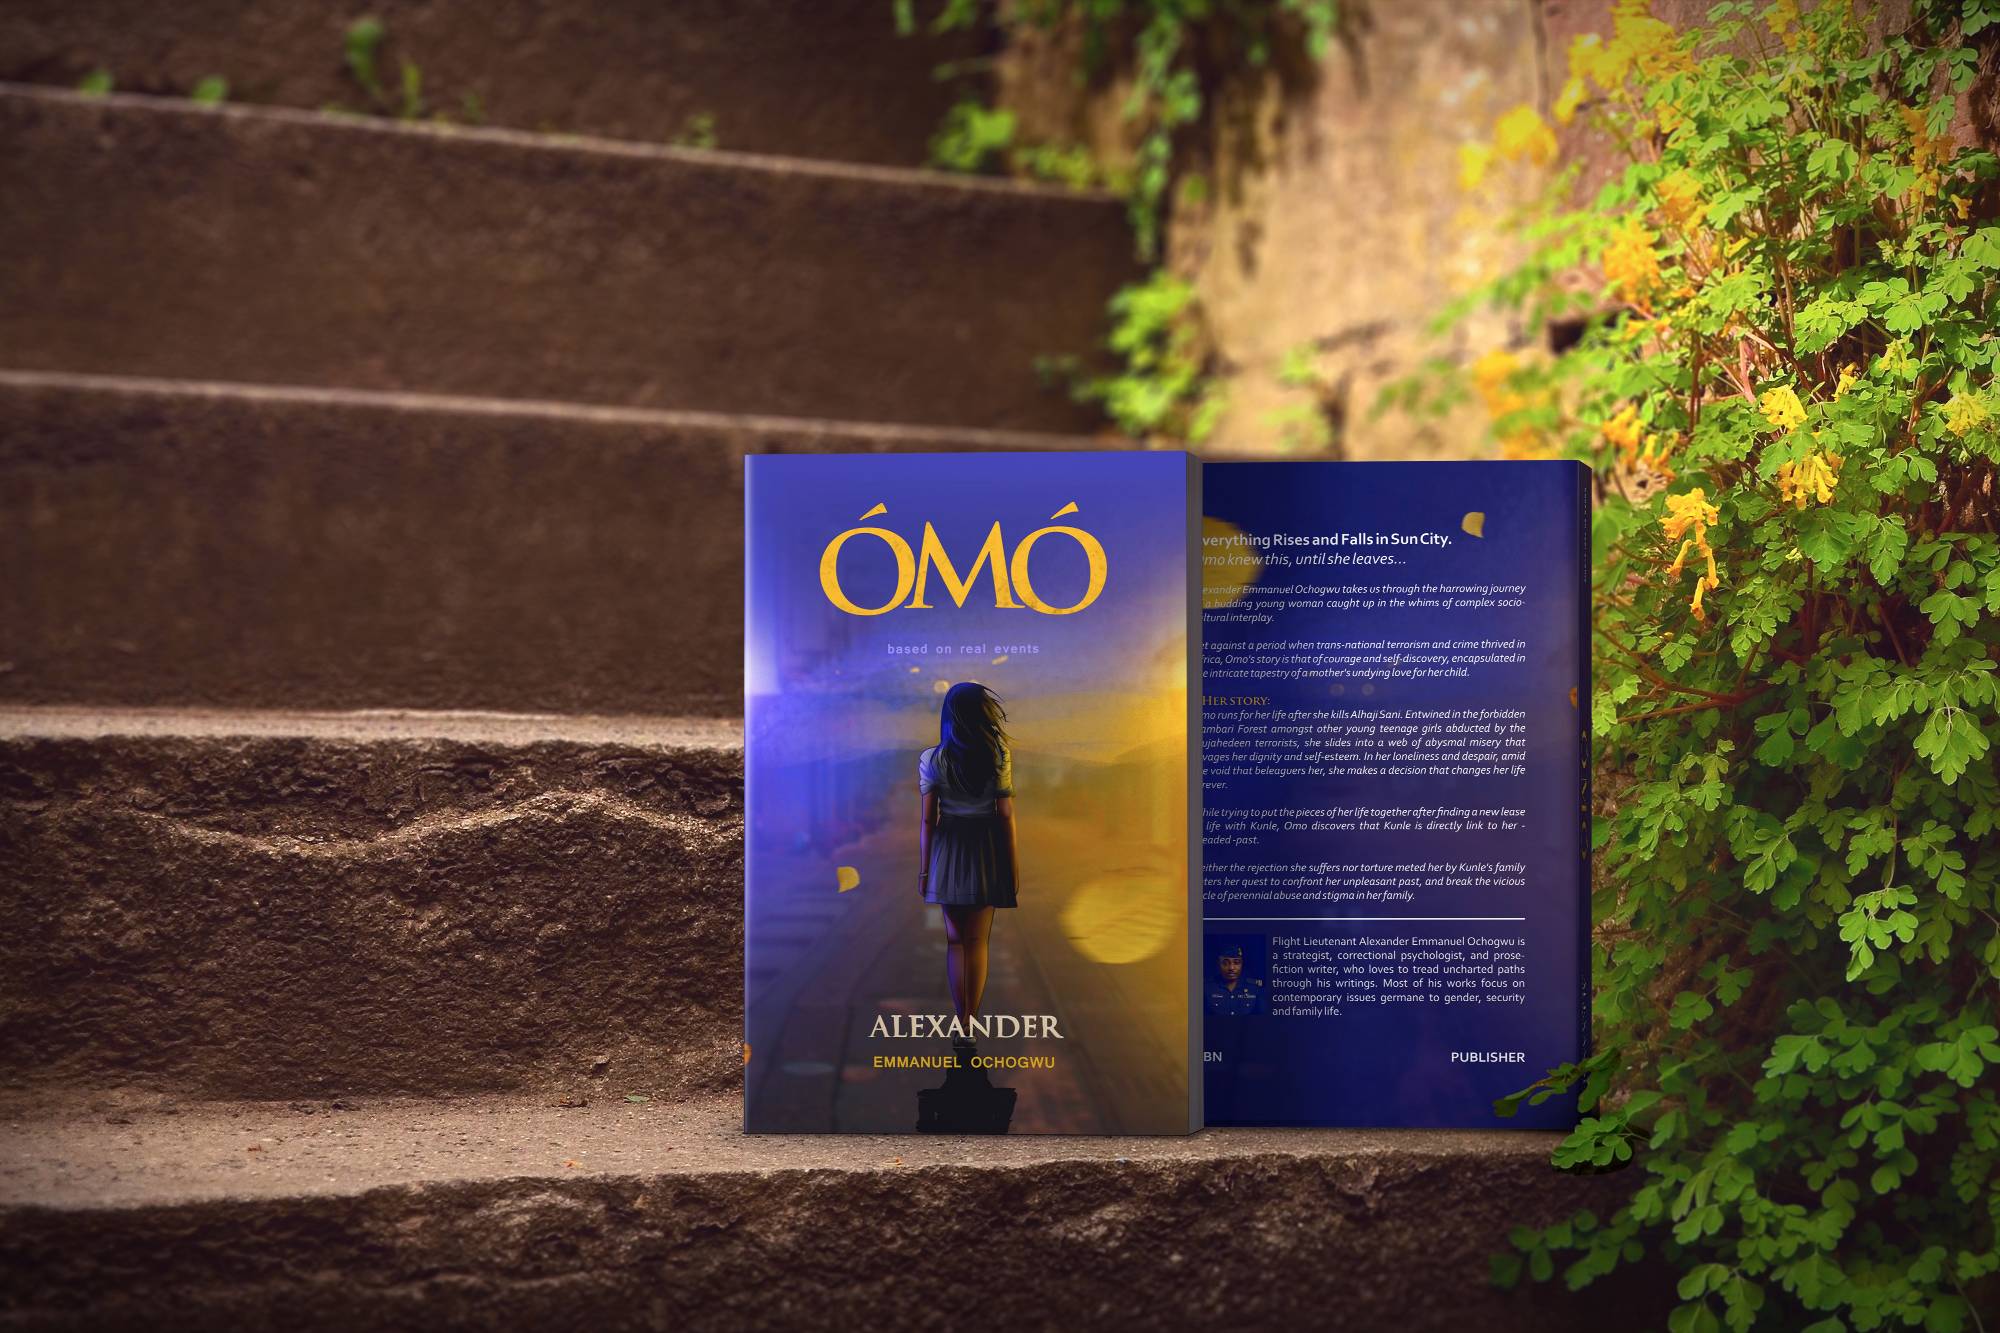 ÓMÓ
based on real events
ALEXANDER
EMMANUEL OCHOGWU
verything Rises and Falls in Sun City.
mo knew this, until she leaves...
exander Emmanuel Ochogwu takes us through the harrowing journey
a budding young woman caught up in the whims of complex socio-
ltural interplay.
et against a period when trans-national terrorism and crime thrived in
frica, Omo's story is that of courage and self-discovery, encapsulated in
e intricate tapestry of a mother's undying love for her child.
HER STORY:
mo runs for her life after she kills Alhaji Sani. Entwined in the forbidden
ambari Forest amongst other young teenage girls abducted by the
ujahedeen terrorists, she slides into a web of abysmal misery that
vages her dignity and self-esteem. In her loneliness and despair, amid
e void that beleaguers her, she makes a decision that changes her life
rever.
hile trying to put the pieces of her life together after finding a new lease
life with Kunle, Omo discovers that Kunle is directly link to her -
eaded -past.
either the rejection she suffers nor torture meted her by Kunle's family
ters her quest to confront her unpleasant past, and break the vicious
cle of perennial abuse and stigma in her family.
Flight Lieutenant Alexander Emmanuel Ochogwu is
a strategist, correctional psychologist, and prose-
fiction writer, who loves to tread uncharted paths
through his writings. Most of his works focus on
contemporary issues germane to gender, security
and family life.
BN
PUBLISHER